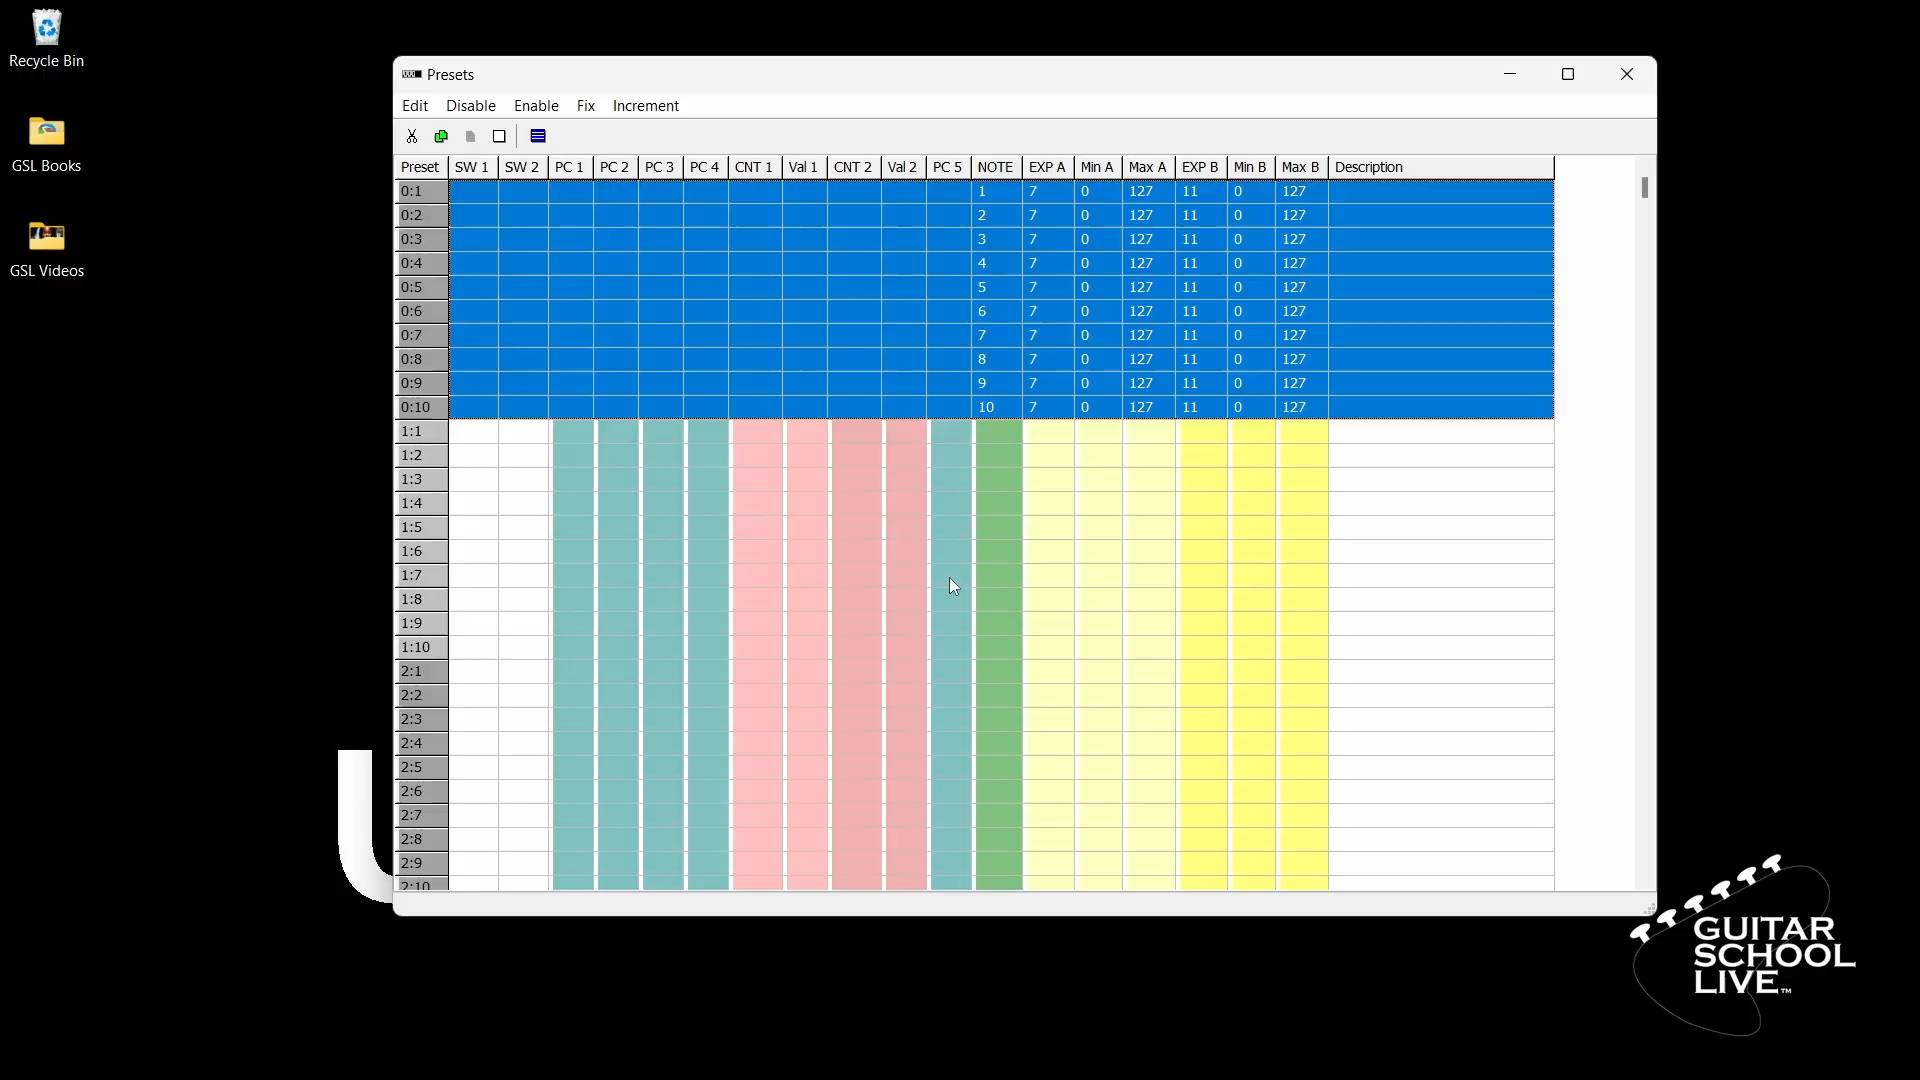 Recycle Bin
GSL Books
GSL Videos
Presets
Edit Disable Enable Fix Increment
Preset SW 1 SW 2 PC 1 PC 2 PC 3 PC 4 CNT 1 Val 1 CNT 2 Val 2 PC 5 NOTE EXP A Min A Max A EXP B Min B Max B Description
0:1 1 7 0 127 11 0 127
0:2 2 7 0 127 11 0 127
0:3 3 7 0 127 11 0 127
0:4 4 7 0 127 11 0 127
0:5 5 7 0 127 11 0 127
0:6 6 7 0 127 11 0 127
0:7 7 7 0 127 11 0 127
0:8 8 7 0 127 11 0 127
0:9 9 7 0 127 11 0 127
0:10 10 7 0 127 11 0 127
1:1
1:2
1:3
1:4
1:5
1:6
1:7
1:8
1:9
1:10
2:1
2:2
2:3
2:4
2:5
2:6
2:7
2:8
2:9
2:10
GUITAR
SCHOOL
LIVE™